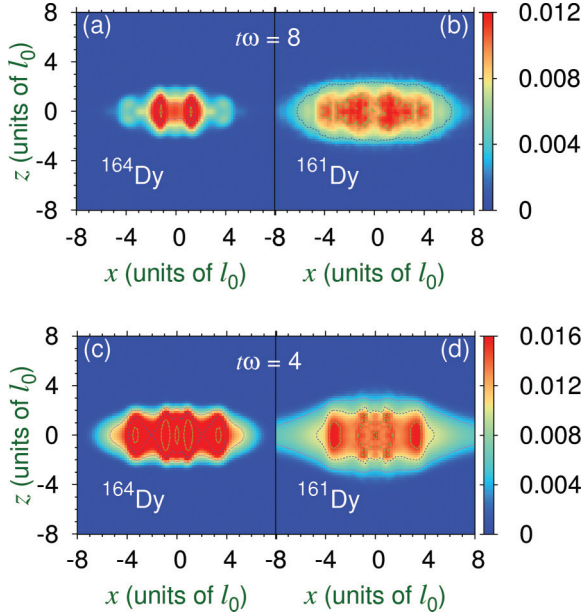 8 (a) tω = 8 (b) 0.012
4 0.008
z (units of l₀) 0
-4 ¹⁶⁴Dy ¹⁶¹Dy 0.004
-8 0
-8 -4 0 4 -8 -4 0 4 8
x (units of l₀) x (units of l₀)
8 (c) tω = 4 (d) 0.016
4 0.012
z (units of l₀) 0 0.008
-4 ¹⁶⁴Dy ¹⁶¹Dy 0.004
-8 0
-8 -4 0 4 -8 -4 0 4 8
x (units of l₀) x (units of l₀)